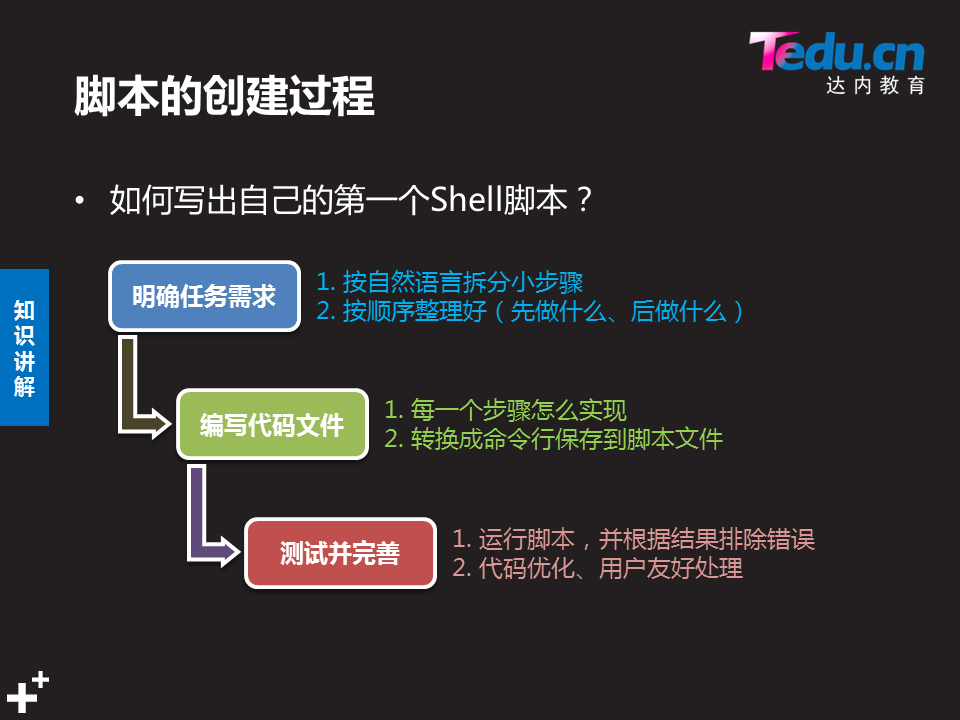 Tedu.cn
达内教育
脚本的创建过程
• 如何写出自己的第一个Shell脚本？
知识讲解
明确任务需求
1. 按自然语言拆分小步骤
2. 按顺序整理好（先做什么、后做什么）
编写代码文件
1. 每一个步骤怎么实现
2. 转换成命令行保存到脚本文件
测试并完善
1. 运行脚本，并根据结果排除错误
2. 代码优化、用户友好处理